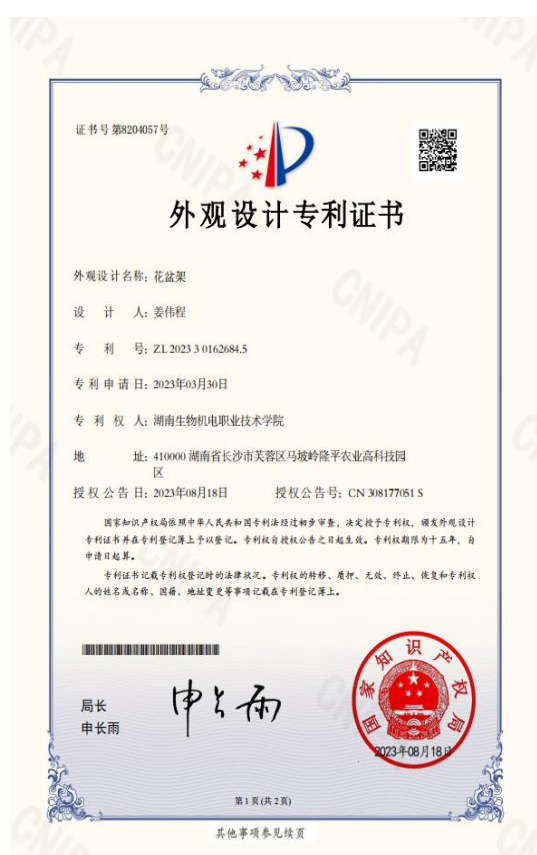 证书号第8204057号
外观设计专利证书
外观设计名称：花盆架
设 计 人：姜伟程
专 利 号：ZL 2023 3 0162684.5
专利申请日：2023年03月30日
专 利 权 人：湖南生物机电职业技术学院
地 址：410000 湖南省长沙市芙蓉区马坡岭隆平农业高科技园
区
授权公告日：2023年08月18日 授权公告号：CN 308177051 S
国家知识产权局依照中华人民共和国专利法经过初步审查，决定授予专利权，颁发外观设计
专利证书并在专利登记簿上予以登记。专利权自授权公告之日起生效。专利权期限为十五年，自
申请日起算。
专利证书记载专利权登记时的法律状况。专利权的转移、质押、无效、终止、恢复和专利权
人的姓名或名称、国籍、地址变更等事项记载在专利登记簿上。
局长
申长雨
申长雨
国家知识产权局
2023年08月18日
第1页(共2页)
其他事项参见续页
CNIPA
CNIPA
CNIPA
CNIPA